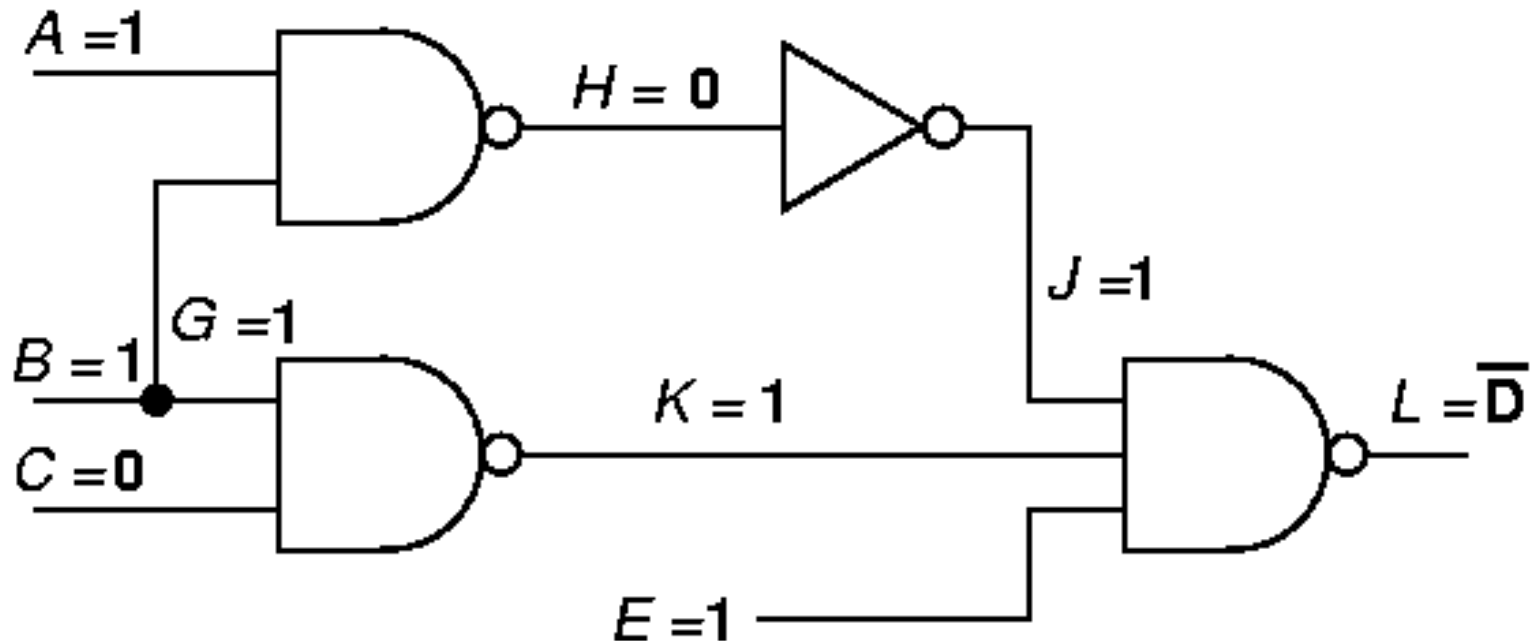 A =1
H = 0
G =1
J =1
B = 1
K = 1
L = D̅
C = 0
E =1